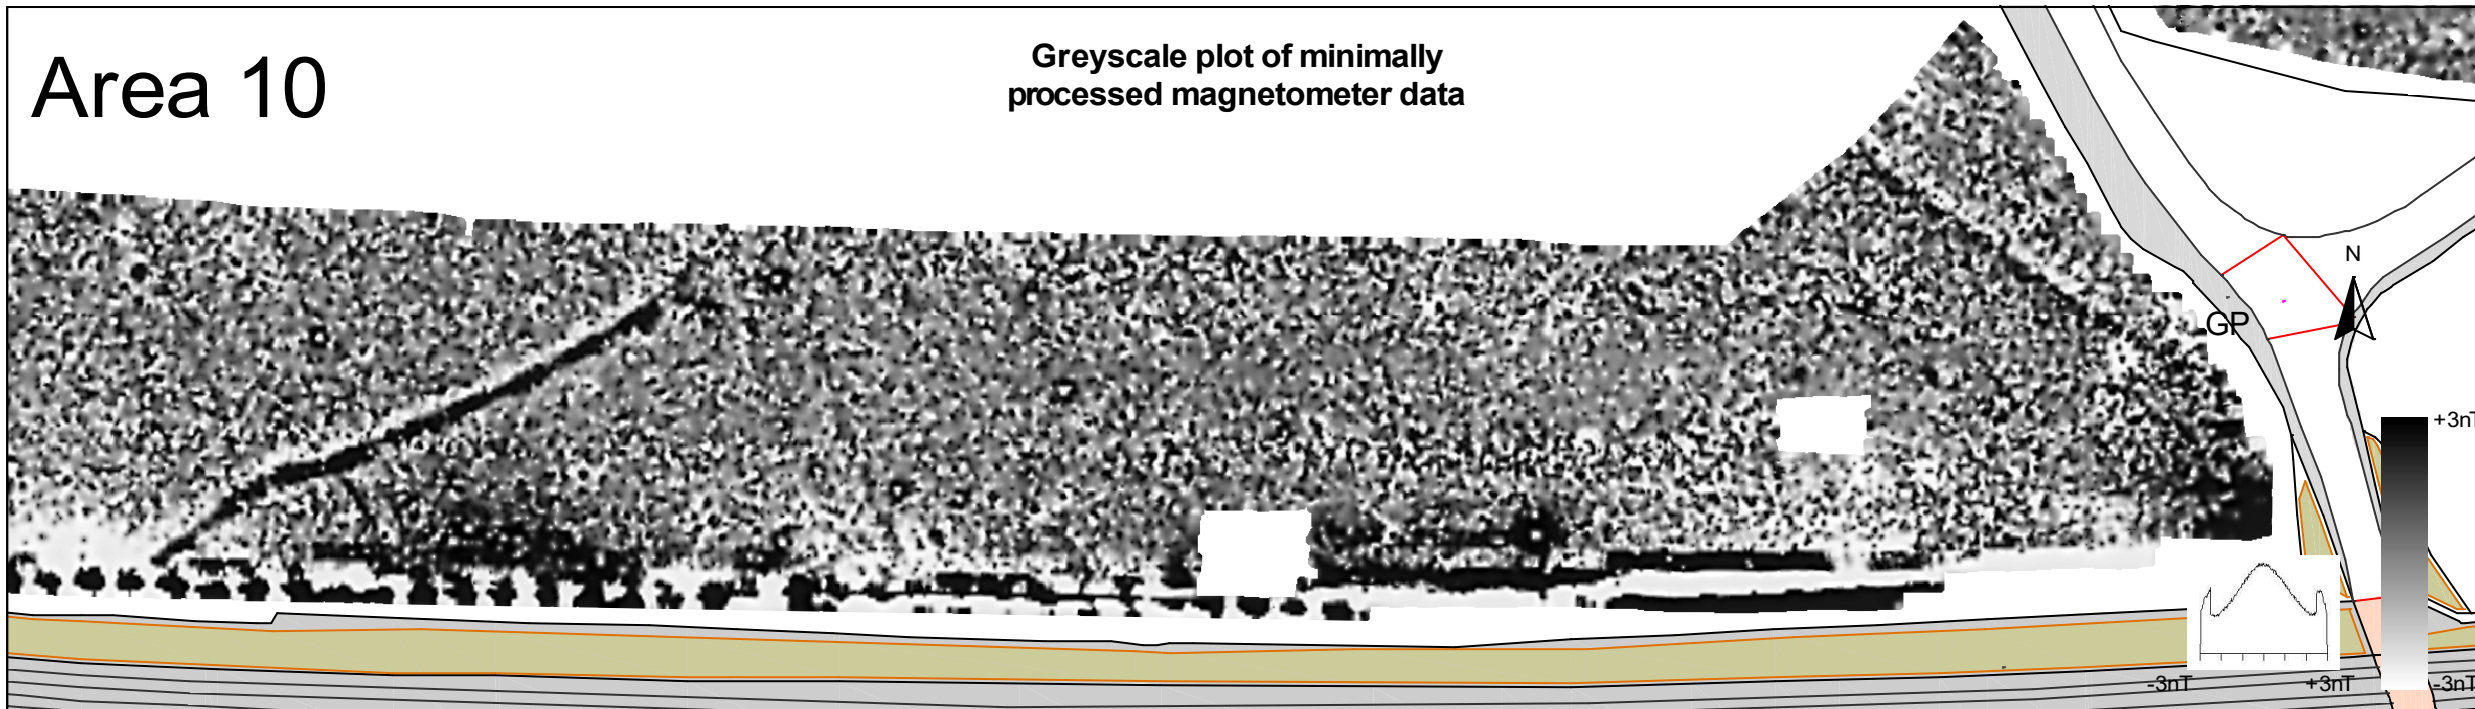 Area 10
Greyscale plot of minimally
processed magnetometer data
N
GP
+3nT
-3nT
+3nT
-3nT